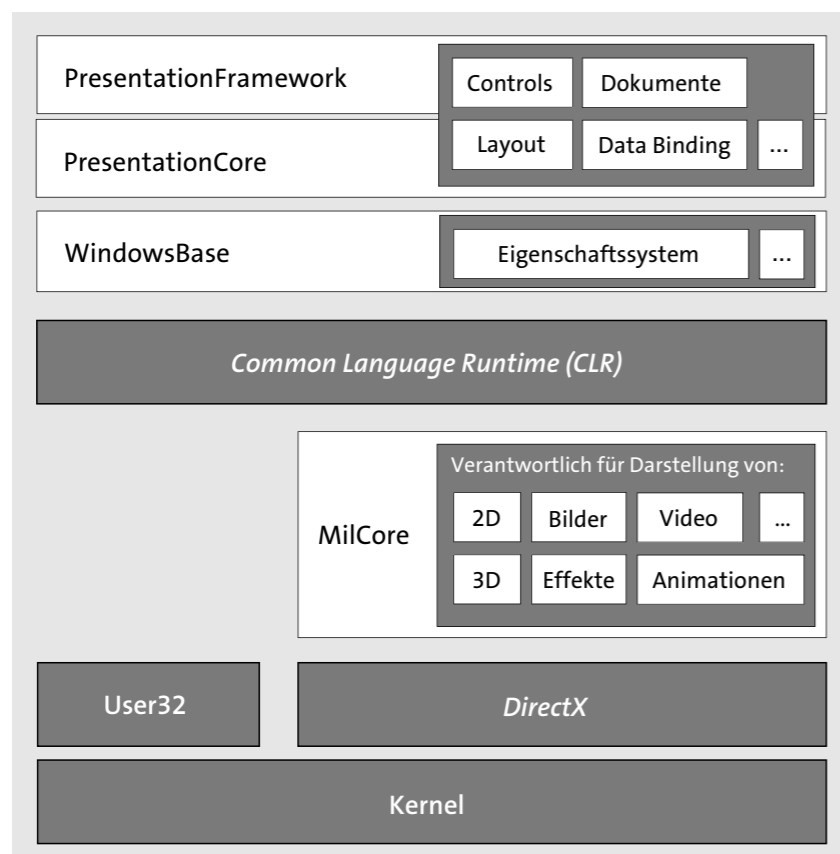 PresentationFramework
Controls
Dokumente
PresentationCore
Layout
Data Binding
...
WindowsBase
Eigenschaftssystem
...
Common Language Runtime (CLR)
MilCore
Verantwortlich für Darstellung von:
2D
Bilder
Video
...
3D
Effekte
Animationen
User32
DirectX
Kernel